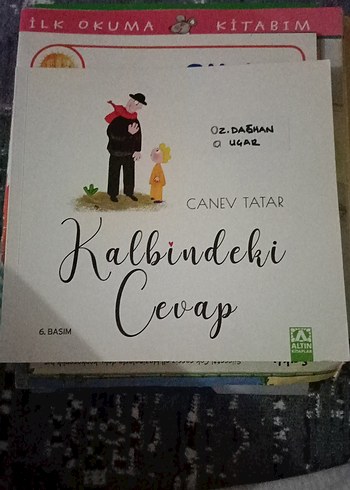 İLK OKUMA KİTABIM
OZ. DAĞHAN
UGAR
CANEV TATAR
Kalbindeki
Cevap
6. BASIM
ALTIN
KİTAPLAR